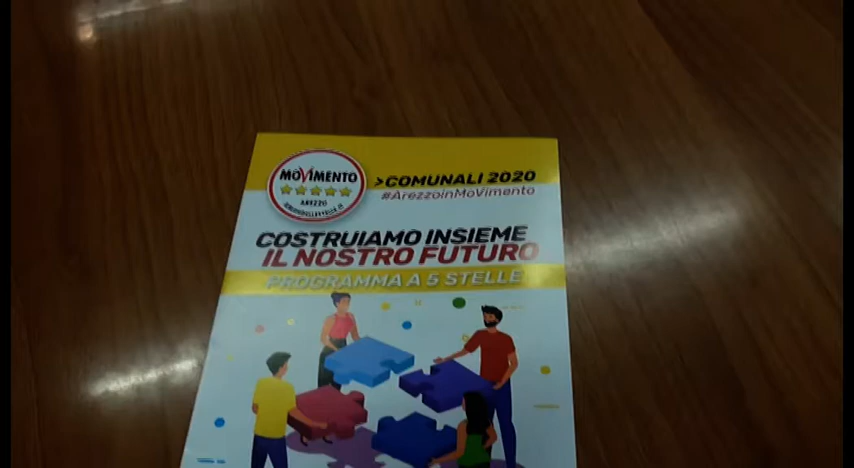 MOVIMENTO
AREZZO
>COMUNALI 2020
#ArezzoinMoVimento
COSTRUIAMO INSIEME
IL NOSTRO FUTURO
PROGRAMMA A 5 STELLE